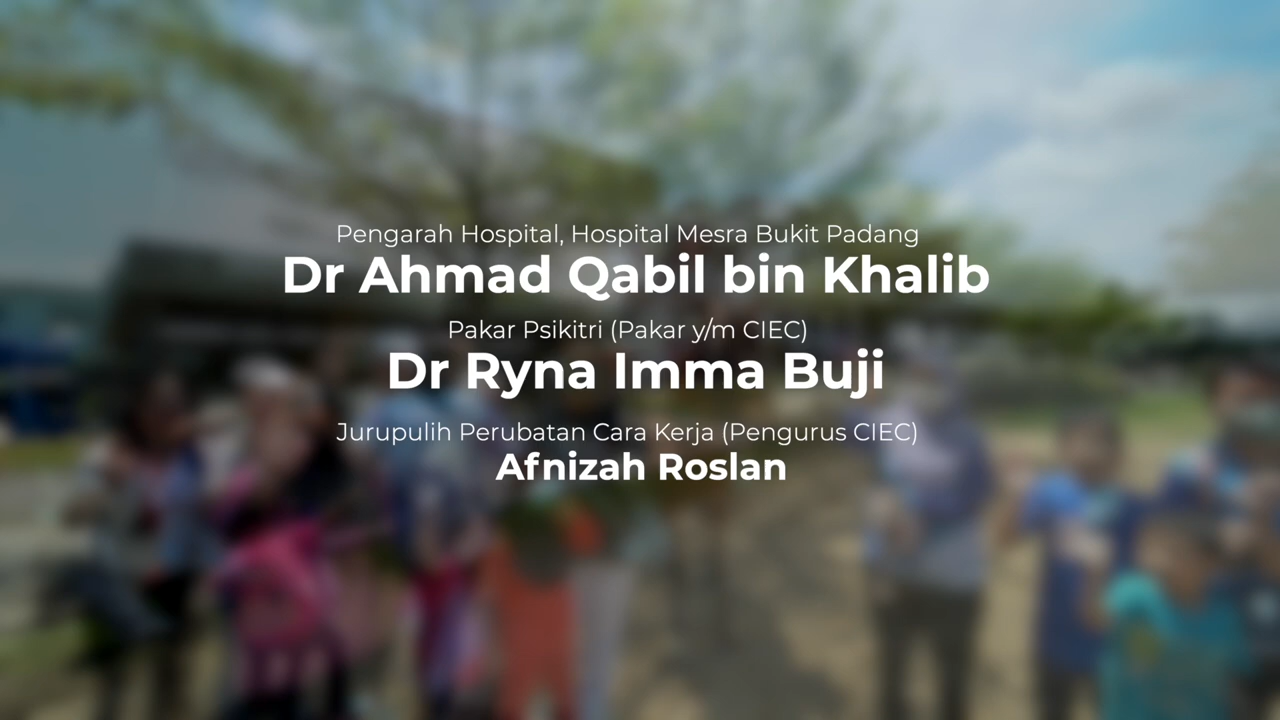 Pengarah Hospital, Hospital Mesra Bukit Padang
Dr Ahmad Qabil bin Khalib
Pakar Psikitri (Pakar y/m CIEC)
Dr Ryna Imma Buji
Jurupulih Perubatan Cara Kerja (Pengurus CIEC)
Afnizah Roslan